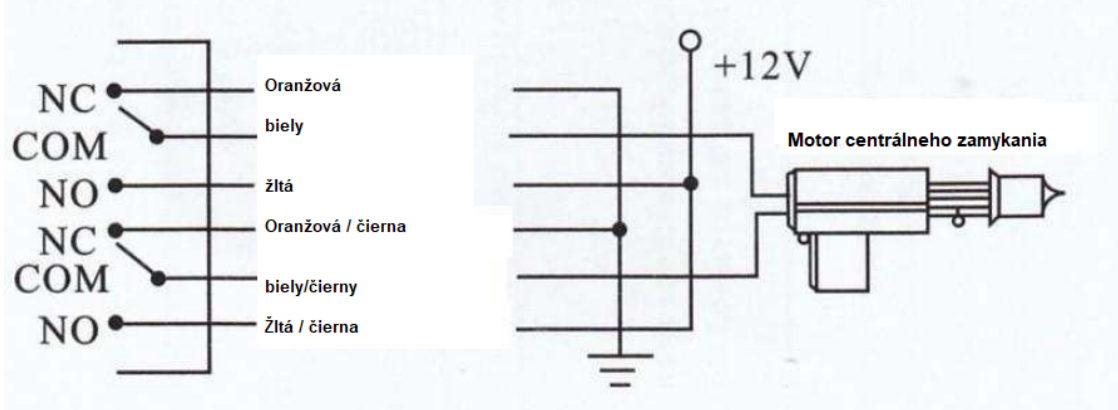 NC
Oranžová
+12V
COM
biely
Motor centrálneho zamykania
NO
žltá
NC
Oranžová / čierna
COM
biely/čierny
NO
Žltá / čierna